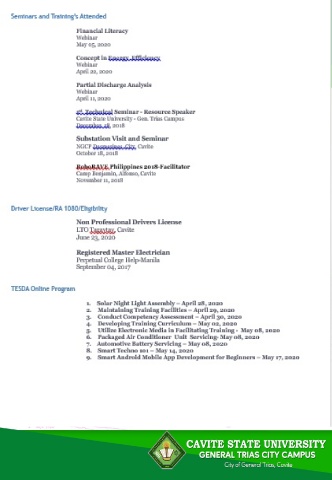 Seminars and Training's Attended
Financial Literacy
Webinar
May 05, 2020
Concept in Energy Efficiency
Webinar
April 20, 2020
Partial Discharge Analysis
Webinar
April 11, 2020
Technical Seminar - Resource Speaker
Cavite State University - Gen. Trias Campus
2018
Substation Visit and Seminar
NGCP Dasmarinas City, Cavite
October 18, 2018
Philippines 2018-Facilitator
Camp Benjamin, Alfonso, Cavite
November 11, 2018
Driver License/RA 1080/Eligibility
Non Professional Drivers License
LTO Tagaytay, Cavite
June 23, 2020
Registered Master Electrician
Perpetual College Help-Manila
September 04, 2017
TESDA Online Program
1. Solar Night Light Assembly – April 28, 2020
2. Maintaining Training Facilities – April 29, 2020
3. Conduct Competency Assessment – April 30, 2020
4. Developing Training Curriculum – May 02, 2020
5. Utilize Electronic Media in Facilitating Training - May 08, 2020
6. Packaged Air Conditioner Unit Servicing- May 08, 2020
7. Automotive Battery Servicing – May 08, 2020
8. Smart Techno 101 – May 14, 2020
9. Smart Android Mobile App Development for Beginners – May 17, 2020
CAVITE STATE UNIVERSITY
GENERAL TRIAS CITY CAMPUS
City of General Trias, Cavite